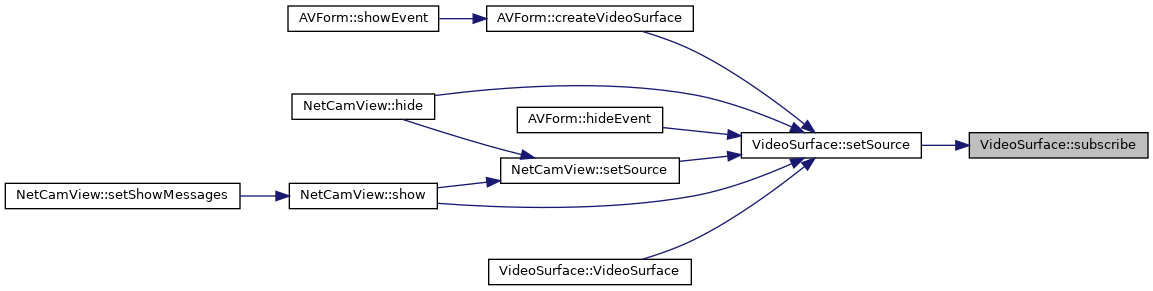 AVForm::showEvent
AVForm::createVideoSurface
NetCamView::hide
AVForm::hideEvent
VideoSurface::setSource
VideoSurface::subscribe
NetCamView::setSource
NetCamView::setShowMessages
NetCamView::show
VideoSurface::VideoSurface